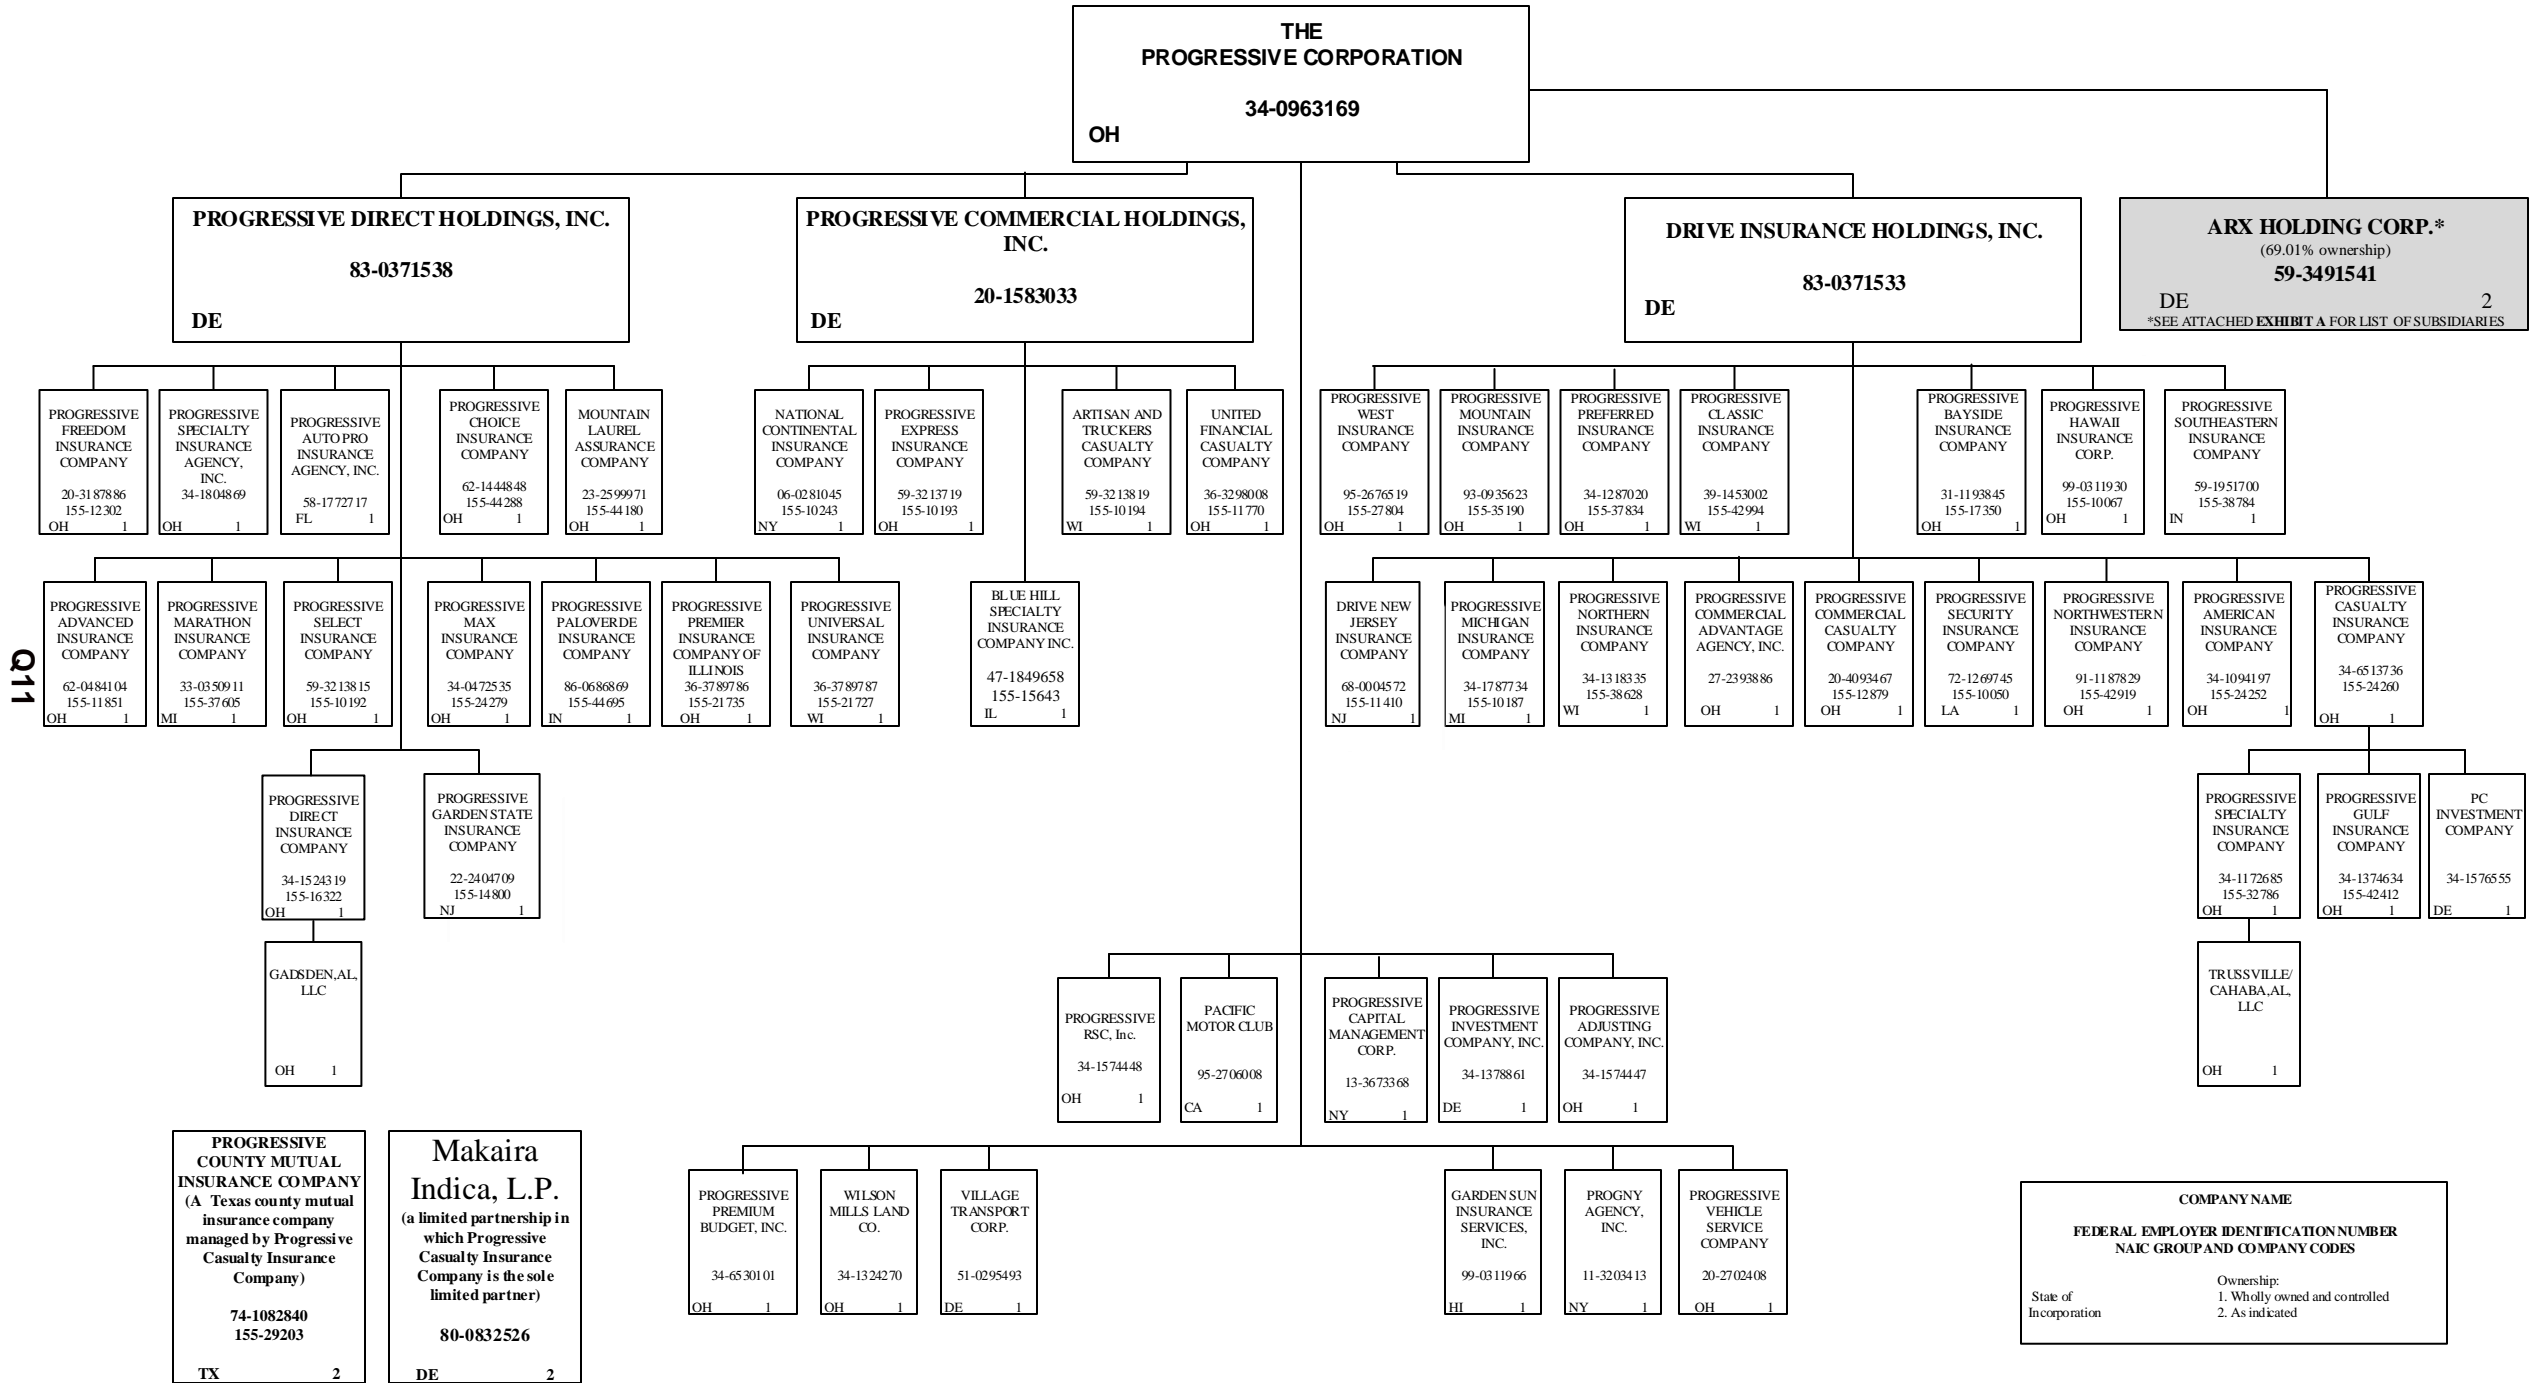 THE
PROGRESSIVE CORPORATION
34-0963169
OH
PROGRESSIVE DIRECT HOLDINGS, INC.
83-0371538
DE
PROGRESSIVE COMMERCIAL HOLDINGS,
INC.
20-1583033
DE
DRIVE INSURANCE HOLDINGS, INC.
83-0371533
DE
ARX HOLDING CORP.*
(69.01% ownership)
59-3491541
DE 2
*SEE ATTACHED EXHIBIT A FOR LIST OF SUBSIDIARIES
PROGRESSIVE
FREEDOM
INSURANCE
COMPANY
20-3187886
155-12302
OH 1
PROGRESSIVE
SPECIALTY
INSURANCE
AGENCY,
INC.
34-1804869
OH 1
PROGRESSIVE
AUTO PRO
INSURANCE
AGENCY, INC.
58-1772717
FL 1
PROGRESSIVE
CHOICE
INSURANCE
COMPANY
62-1444848
155-44288
OH 1
MOUNTAIN
LAUREL
ASSURANCE
COMPANY
23-2599971
155-44180
OH 1
NATIONAL
CONTINENTAL
INSURANCE
COMPANY
06-0281045
155-10243
NY 1
PROGRESSIVE
EXPRESS
INSURANCE
COMPANY
59-3213719
155-10193
OH 1
ARTISAN AND
TRUCKERS
CASUALTY
COMPANY
59-3213819
155-10194
WI 1
UNITED
FINANCIAL
CASUALTY
COMPANY
36-3298008
155-11770
OH 1
PROGRESSIVE
WEST
INSURANCE
COMPANY
95-2676519
155-27804
OH 1
PROGRESSIVE
MOUNTAIN
INSURANCE
COMPANY
93-0935623
155-35190
OH 1
PROGRESSIVE
PREFERRED
INSURANCE
COMPANY
34-1287020
155-37834
OH 1
PROGRESSIVE
CLASSIC
INSURANCE
COMPANY
39-1453002
155-42994
WI 1
PROGRESSIVE
BAYSIDE
INSURANCE
COMPANY
31-1193845
155-17350
OH 1
PROGRESSIVE
HAWAII
INSURANCE
CORP.
99-0311930
155-10067
OH 1
PROGRESSIVE
SOUTHEASTERN
INSURANCE
COMPANY
59-1951700
155-38784
IN 1
Q11
PROGRESSIVE
ADVANCED
INSURANCE
COMPANY
62-0484104
155-11851
OH 1
PROGRESSIVE
MARATHON
INSURANCE
COMPANY
33-0350911
155-37605
MI 1
PROGRESSIVE
SELECT
INSURANCE
COMPANY
59-3213815
155-10192
OH 1
PROGRESSIVE
MAX
INSURANCE
COMPANY
34-0472535
155-24279
OH 1
PROGRESSIVE
PALOVERDE
INSURANCE
COMPANY
86-0686869
155-44695
IN 1
PROGRESSIVE
PREMIER
INSURANCE
COMPANY OF
ILLINOIS
36-3789786
155-21735
OH 1
PROGRESSIVE
UNIVERSAL
INSURANCE
COMPANY
36-3789787
155-21727
WI 1
BLUE HILL
SPECIALTY
INSURANCE
COMPANY INC.
47-1849658
155-15643
IL 1
DRIVE NEW
JERSEY
INSURANCE
COMPANY
68-0004572
155-11410
NJ 1
PROGRESSIVE
MICHIGAN
INSURANCE
COMPANY
34-1787734
155-10187
MI 1
PROGRESSIVE
NORTHERN
INSURANCE
COMPANY
34-1318335
155-38628
WI 1
PROGRESSIVE
COMMERCIAL
ADVANTAGE
AGENCY, INC.
27-2393886
OH 1
PROGRESSIVE
COMMERCIAL
CASUALTY
COMPANY
20-4093467
155-12879
OH 1
PROGRESSIVE
SECURITY
INSURANCE
COMPANY
72-1269745
155-10050
LA 1
PROGRESSIVE
NORTHWESTERN
INSURANCE
COMPANY
91-1187829
155-42919
OH 1
PROGRESSIVE
AMERICAN
INSURANCE
COMPANY
34-1094197
155-24252
OH 1
PROGRESSIVE
CASUALTY
INSURANCE
COMPANY
34-6513736
155-24260
OH 1
PROGRESSIVE
DIRECT
INSURANCE
COMPANY
34-1524319
155-16322
OH 1
PROGRESSIVE
GARDEN STATE
INSURANCE
COMPANY
22-2404709
155-14800
NJ 1
PROGRESSIVE
SPECIALTY
INSURANCE
COMPANY
34-1172685
155-32786
OH 1
PROGRESSIVE
GULF
INSURANCE
COMPANY
34-1374634
155-42412
OH 1
PC
INVESTMENT
COMPANY
34-1576555
DE 1
GADSDEN, AL,
LLC
OH 1
PROGRESSIVE
RSC, Inc.
34-1574448
OH 1
PACIFIC
MOTOR CLUB
95-2706008
CA 1
PROGRESSIVE
CAPITAL
MANAGEMENT
CORP.
13-3673368
NY 1
PROGRESSIVE
INVESTMENT
COMPANY, INC.
34-1378861
DE 1
PROGRESSIVE
ADJUSTING
COMPANY, INC.
34-1574447
OH 1
TRUSSVILLE/
CAHABA, AL,
LLC
OH 1
PROGRESSIVE
COUNTY MUTUAL
INSURANCE COMPANY
(A Texas county mutual
insurance company
managed by Progressive
Casualty Insurance
Company)
74-1082840
155-29203
TX 2
Makaira
Indica, L.P.
(a limited partnership in
which Progressive
Casualty Insurance
Company is the sole
limited partner)
80-0832526
DE 2
PROGRESSIVE
PREMIUM
BUDGET, INC.
34-6530101
OH 1
WILSON
MILLS LAND
CO.
34-1324270
OH 1
VILLAGE
TRANSPORT
CORP.
51-0295493
DE 1
GARDEN SUN
INSURANCE
SERVICES,
INC.
99-0311966
HI 1
PROGNY
AGENCY,
INC.
11-3203413
NY 1
PROGRESSIVE
VEHICLE
SERVICE
COMPANY
20-2702408
OH 1
COMPANY NAME
FEDERAL EMPLOYER IDENTIFICATION NUMBER
NAIC GROUP AND COMPANY CODES
Ownership:
State of 1. Wholly owned and controlled
Incorporation 2. As indicated